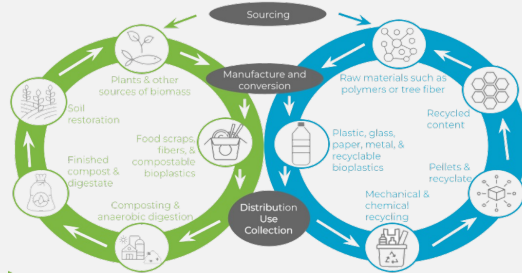 Sourcing
Plants & other
sources of biomass
Manufacture and
conversion
Raw materials such as
polymers or tree fiber
Soil
restoration
Recycled
content
Food scraps,
fibers, &
compostable
bioplastics
Plastic, glass,
paper, metal, &
recyclable
bioplastics
Finished
compost &
digestate
Pellets &
recyclate
Composting &
anaerobic digestion
Distribution
Use
Collection
Mechanical &
chemical
recycling